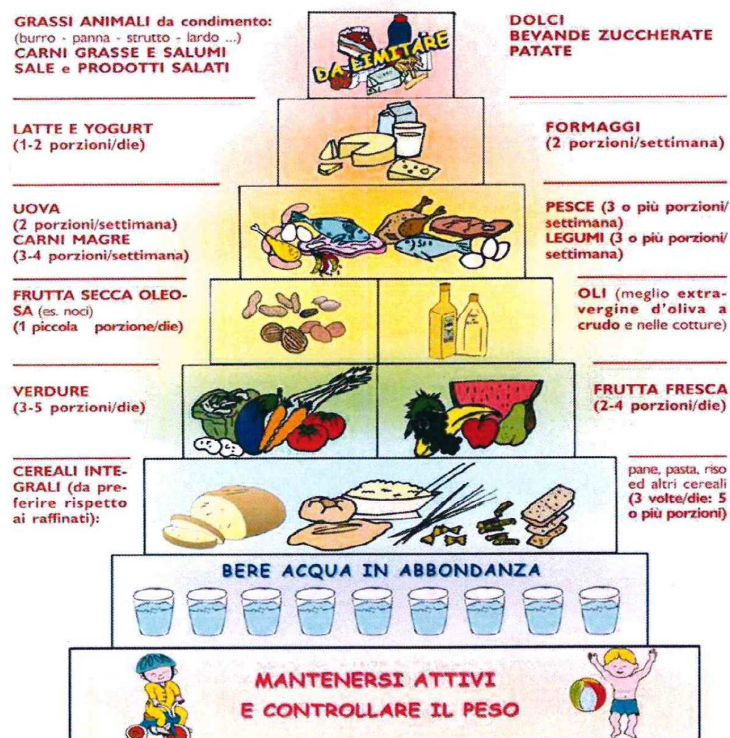 GRASSI ANIMALI da condimento:
(burro - panna - strutto - lardo ...)
CARNI GRASSE E SALUMI
SALE e PRODOTTI SALATI
DA LIMITARE
DOLCI
BEVANDE ZUCCHERATE
PATATE
LATTE E YOGURT
(1-2 porzioni/die)
FORMAGGI
(2 porzioni/settimana)
UOVA
(2 porzioni/settimana)
CARNI MAGRE
(3-4 porzioni/settimana)
PESCE (3 o più porzioni/
settimana)
LEGUMI (3 o più porzioni/
settimana)
FRUTTA SECCA OLEO-
SA (es. noci)
(1 piccola porzione/die)
OLI (meglio extra-
vergine d'oliva a
crudo e nelle cotture)
VERDURE
(3-5 porzioni/die)
FRUTTA FRESCA
(2-4 porzioni/die)
CEREALI INTE-
GRALI (da pre-
ferire rispetto
ai raffinati):
pane, pasta, riso
ed altri cereali
(3 volte/die: 5
o più porzioni)
BERE ACQUA IN ABBONDANZA
MANTENERSI ATTIVI
E CONTROLLARE IL PESO